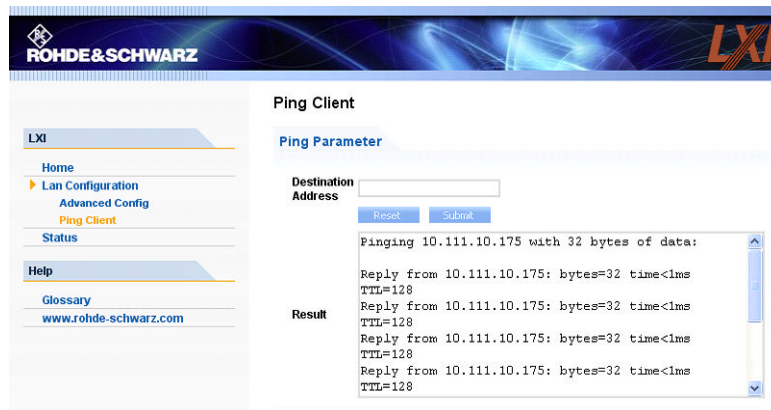 ROHDE&SCHWARZ
LXI
Ping Client
LXI
Ping Parameter
Home
Lan Configuration
Advanced Config
Ping Client
Status
Help
Glossary
www.rohde-schwarz.com
Destination
Address
Reset
Submit
Result
Pinging 10.111.10.175 with 32 bytes of data:
Reply from 10.111.10.175: bytes=32 time<1ms
TTL=128
Reply from 10.111.10.175: bytes=32 time<1ms
TTL=128
Reply from 10.111.10.175: bytes=32 time<1ms
TTL=128
Reply from 10.111.10.175: bytes=32 time<1ms
TTL=128